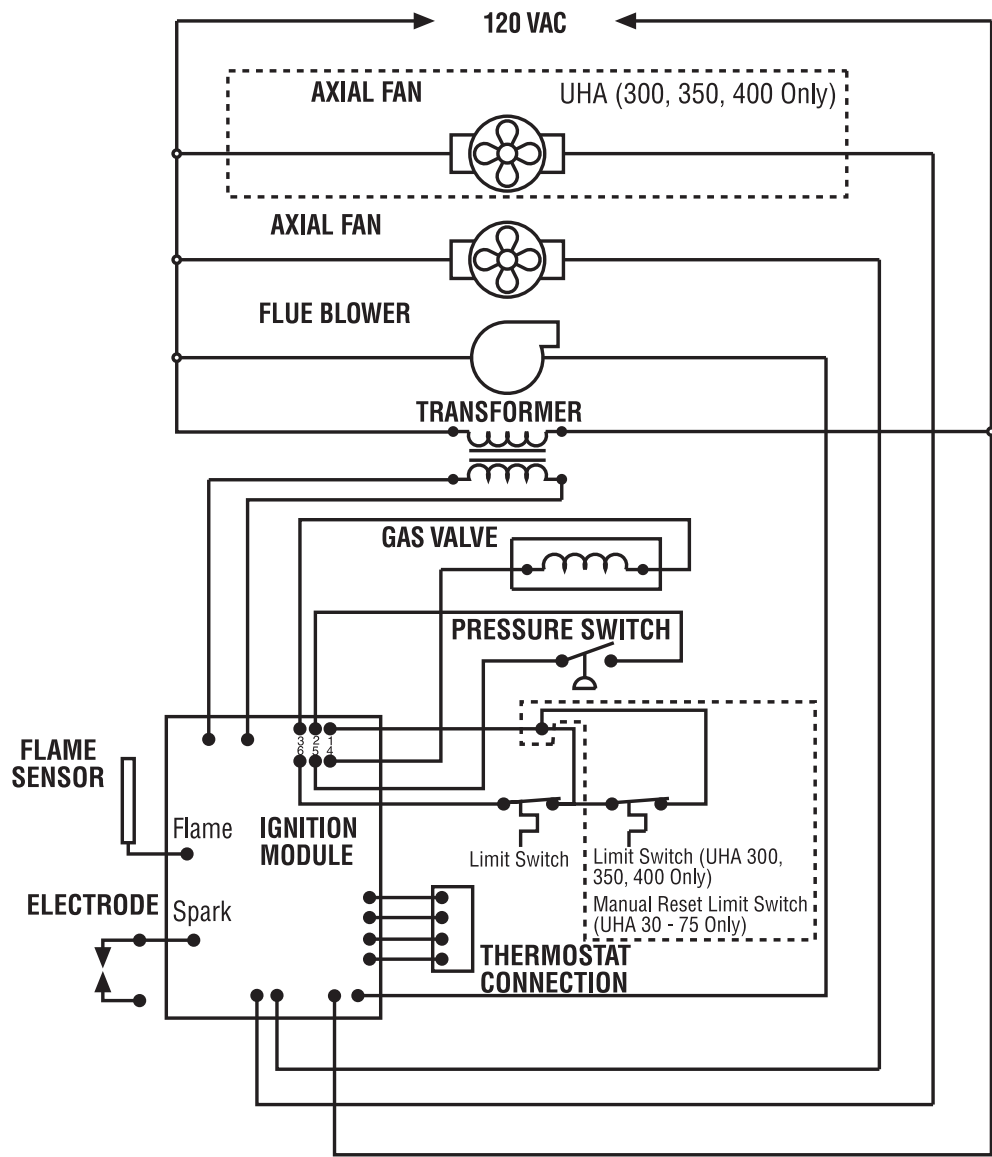 120 VAC
AXIAL FAN
UHA (300, 350, 400 Only)
AXIAL FAN
FLUE BLOWER
TRANSFORMER
GAS VALVE
PRESSURE SWITCH
3 2 1
6 5 4
FLAME
SENSOR
Flame
IGNITION
MODULE
Limit Switch
Limit Switch (UHA 300,
350, 400 Only)
Manual Reset Limit Switch
(UHA 30 - 75 Only)
ELECTRODE
Spark
THERMOSTAT
CONNECTION